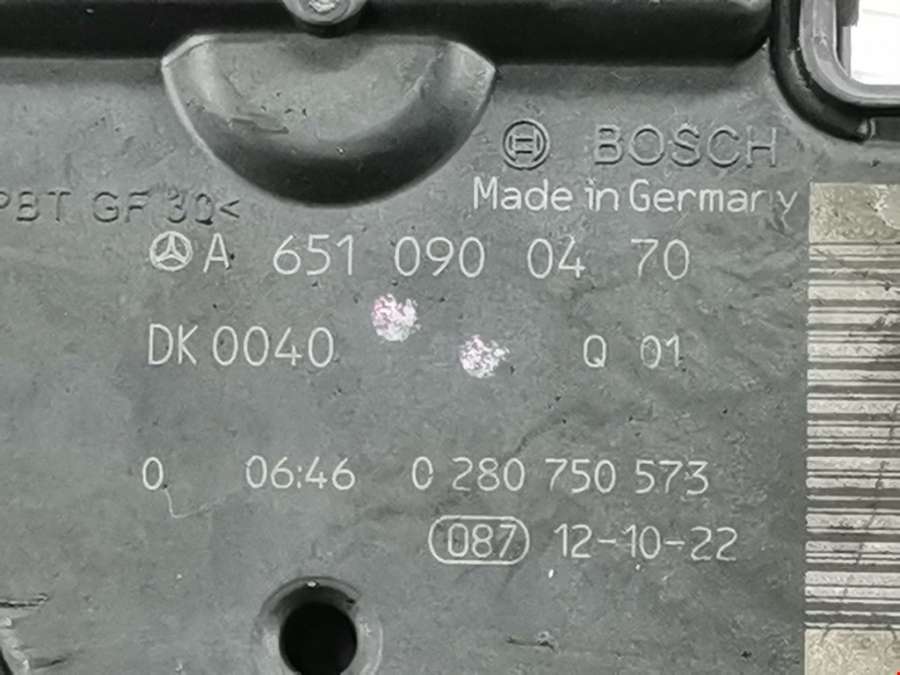 BOSCH
Made in Germany
PBT GF 30<
A 651 090 04 70
DK 0040 Q 01
0 06:46 0 280 750 573
087 12-10-22